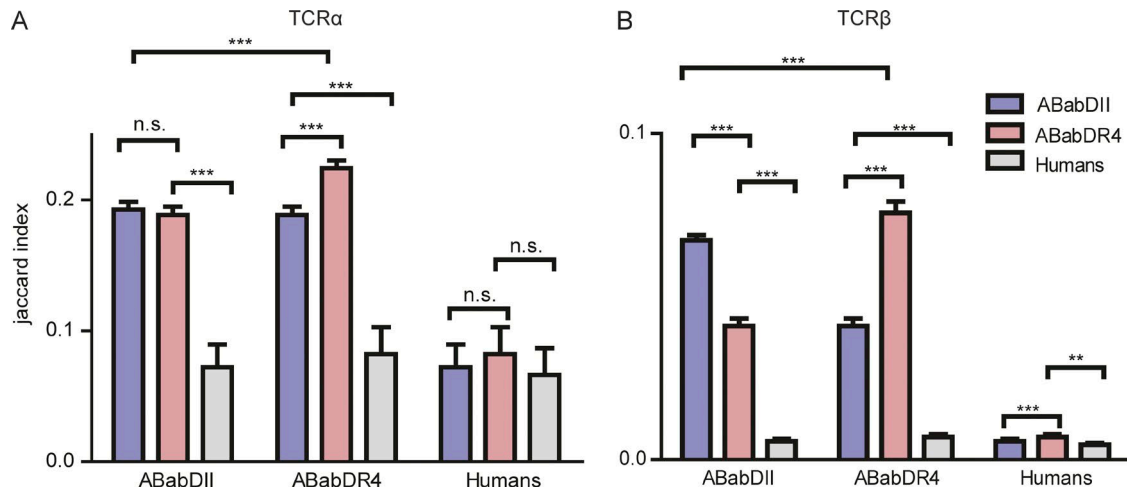 A
TCRα
***
***
***
n.s.
***
***
n.s.
n.s.
jaccard index
0.2
0.1
0.0
ABabDII
ABabDR4
Humans
B
TCRβ
***
***
***
***
***
***
**
0.1
0.0
ABabDII
ABabDR4
Humans
ABabDII
ABabDR4
Humans